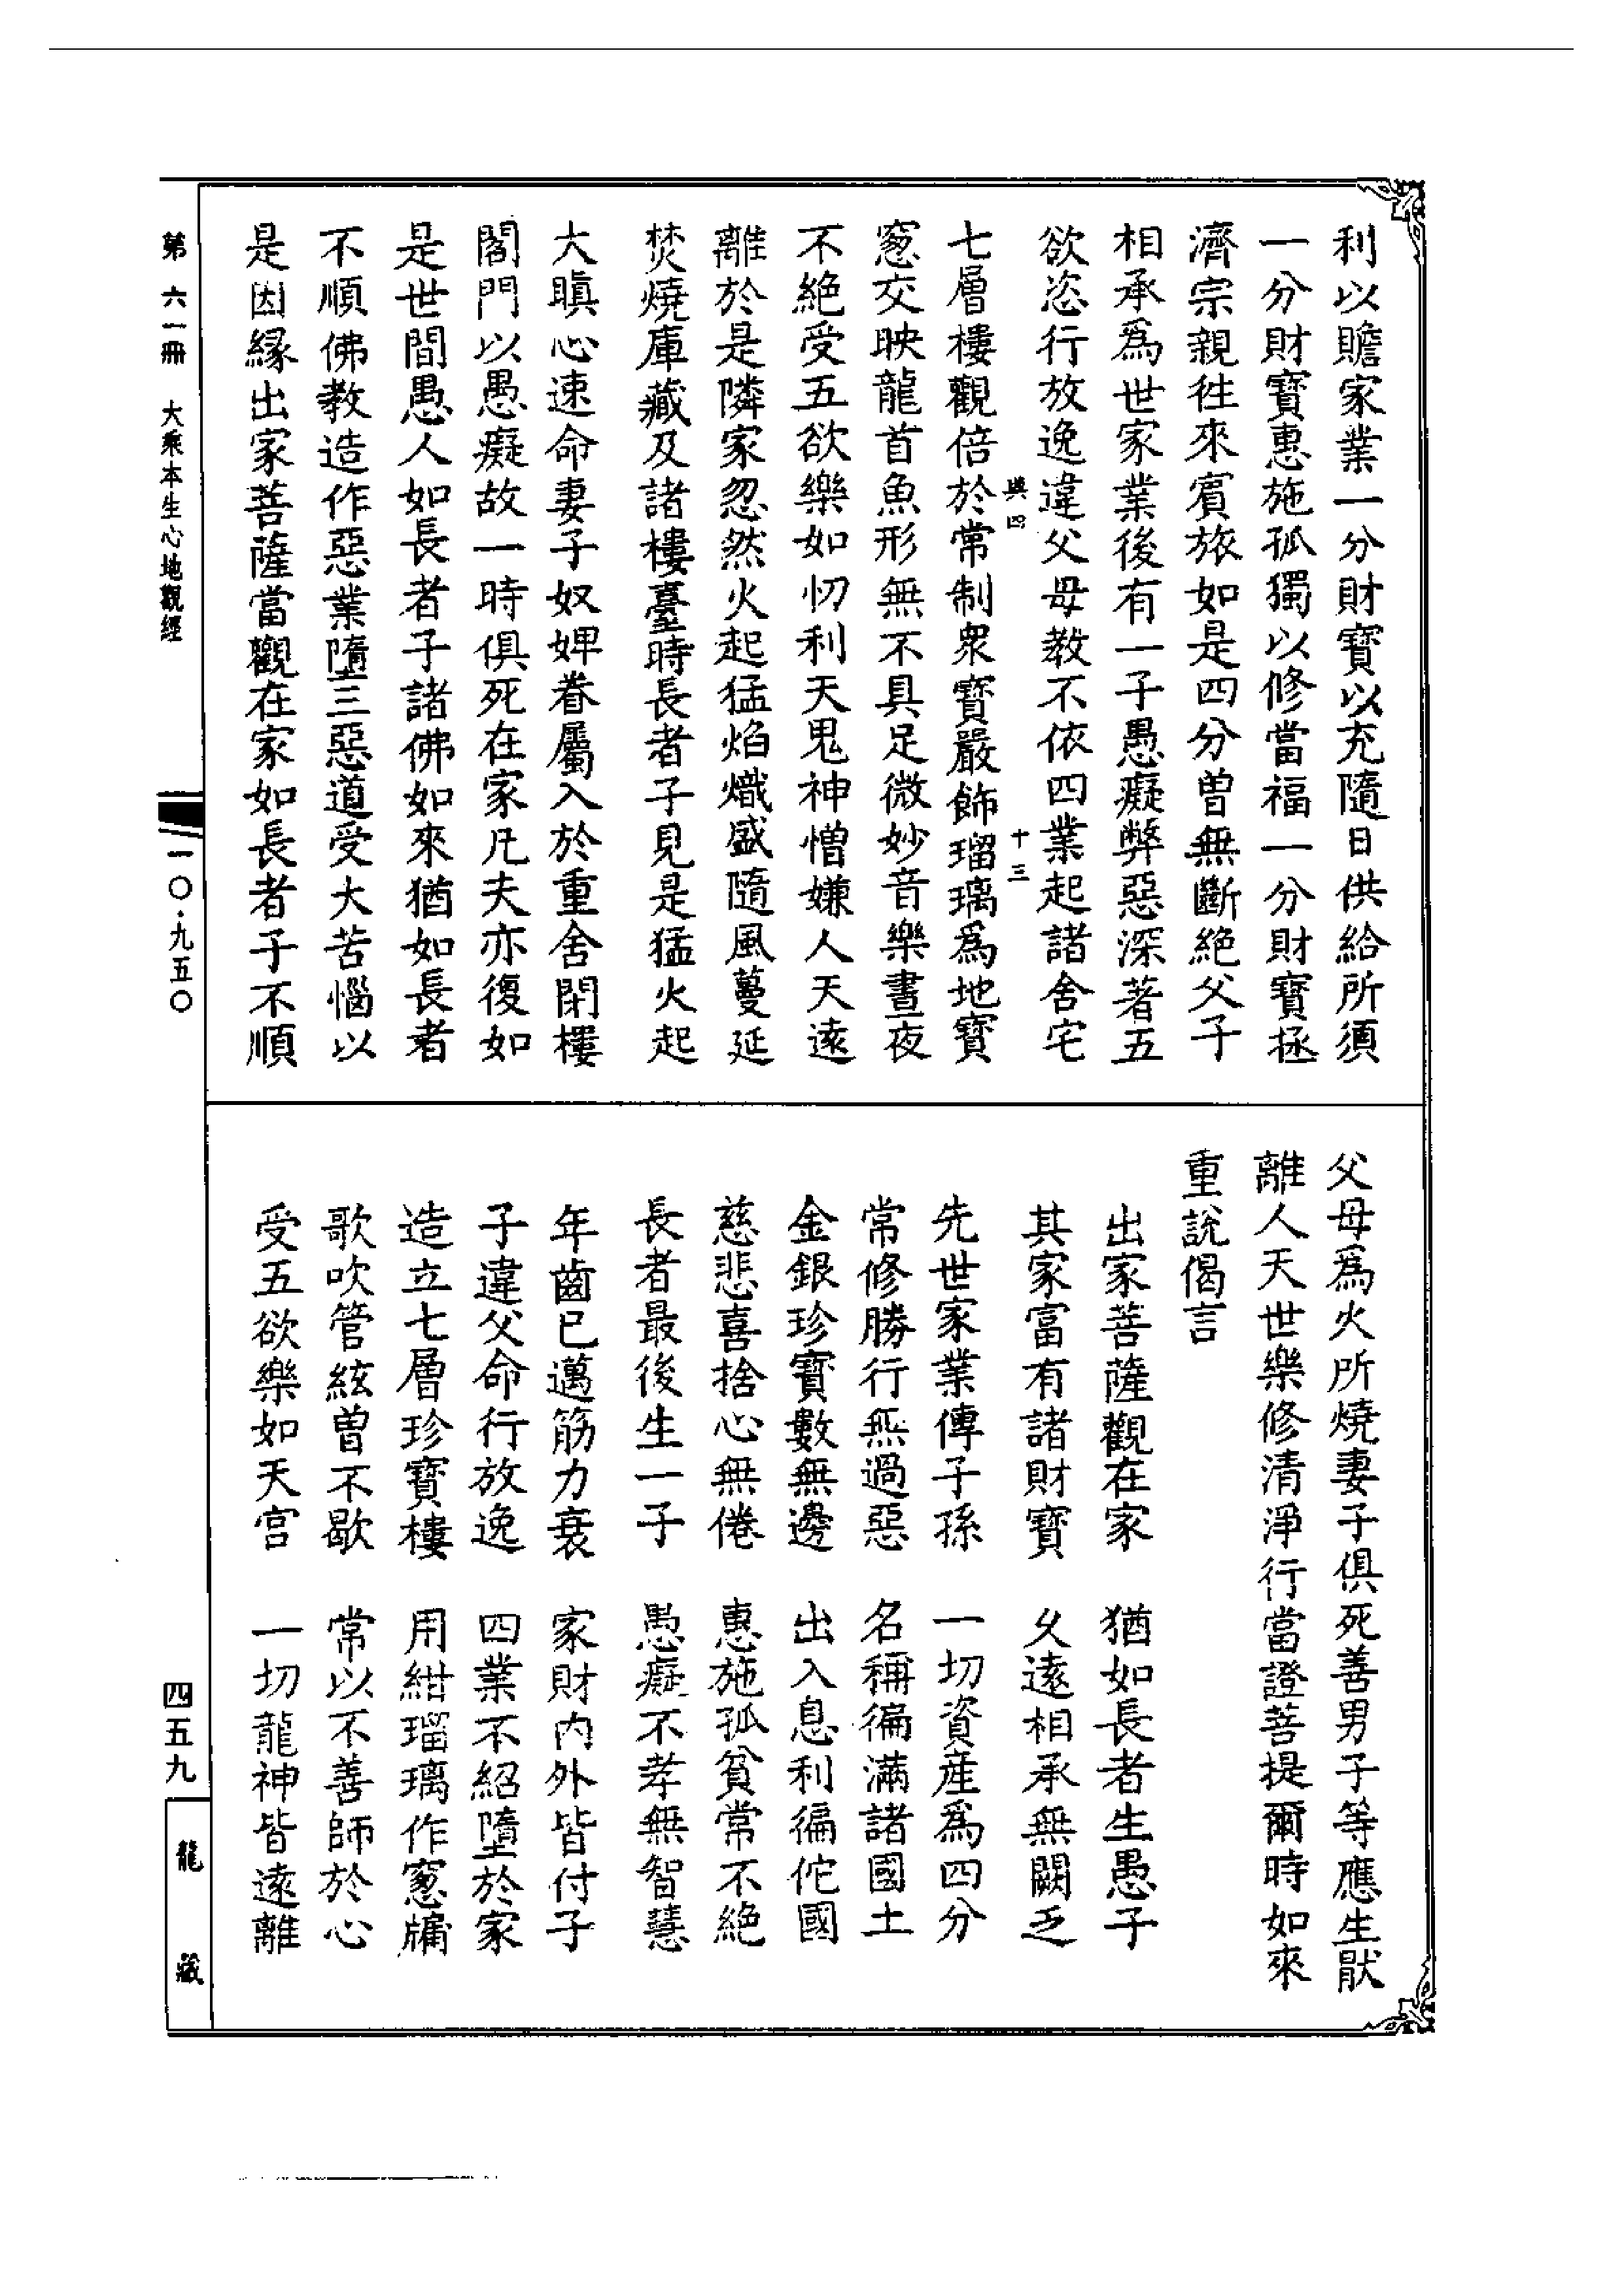 利以贍家業一分財寶以充隨日供給所須
一分財寶惠施孤獨以修當福一分財寶拯
濟宗親徃來賓旅如是四分曽無斷絶父子
相承爲世家業後有一子愚癡弊惡深著五
欲恣行放逸違父母教不依四業起諸舍宅
與四 十三
七層樓觀倍於常制衆寳嚴飾瑠璃爲地寳
窻交映龍首魚形無不具足微妙音樂晝夜
不絶受五欲樂如忉利天鬼神憎嫌人天逺
離於是隣家忽然火起猛焰熾盛隨風蔓延
焚燒庫藏及諸樓臺時長者子見是猛火起
大瞋心速命妻子奴婢眷屬入於重舍閉樓
閣門以愚癡故一時俱死在家凡夫亦復如
是世間愚人如長者子諸佛如來猶如長者
不順佛教造作惡業墮三惡道受大苦惱以
是因緣出家菩薩當觀在家如長者子不順
父母爲火所燒妻子俱死善男子等應生猒
離人天世樂修清淨行當證菩提爾時如來
重說偈言
出家菩薩觀在家 猶如長者生愚子
其家富有諸財寶 久逺相承無闕乏
先世家業傳子孫 一切資産爲四分
常修勝行無過惡 名稱徧滿諸國土
金銀珍寶數無邊 出入息利徧佗國
慈悲喜捨心無倦 惠施孤貧常不絶
長者最後生一子 愚癡不孝無智慧
年齒已邁筋力衰 家財内外皆付子
子違父命行放逸 四業不紹墮於家
造立七層珍寶樓 用紺瑠璃作窻牖
歌吹管絃曽不歇 常以不善師於心
受五欲樂如天宫 一切龍神皆逺離
第六一冊 大乘本生心地觀經
一〇·九五〇
四五九
龍藏